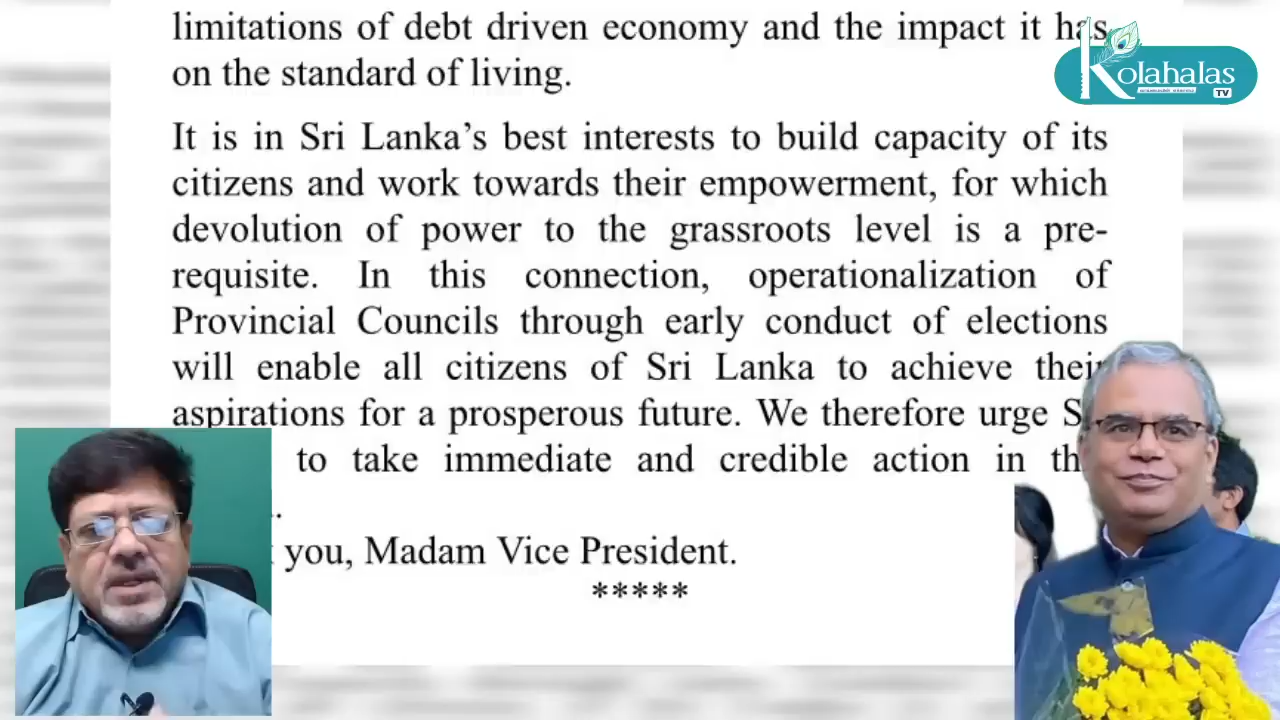 limitations of debt driven economy and the impact it has
on the standard of living.
It is in Sri Lanka's best interests to build capacity of its
citizens and work towards their empowerment, for which
devolution of power to the grassroots level is a pre-
requisite. In this connection, operationalization of
Provincial Councils through early conduct of elections
will enable all citizens of Sri Lanka to achieve their
aspirations for a prosperous future. We therefore urge
to take immediate and credible action in
you, Madam Vice President.
*****
Kolahalas
TV